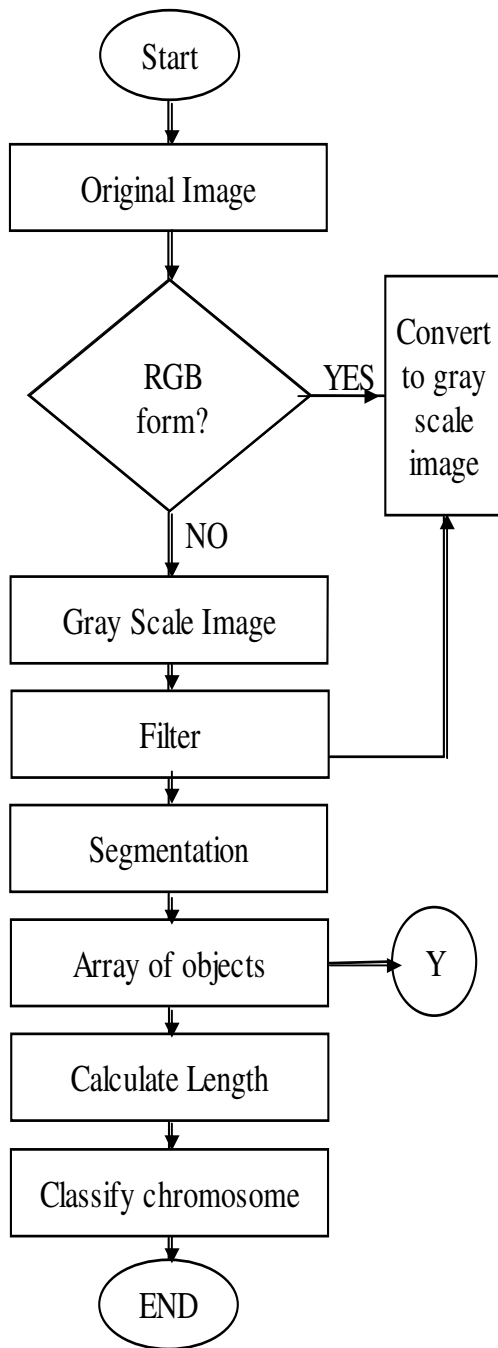 Start
Original Image
RGB
form?
YES
Convert
to gray
scale
image
NO
Gray Scale Image
Filter
Segmentation
Array of objects
Y
Calculate Length
Classify chromosome
END